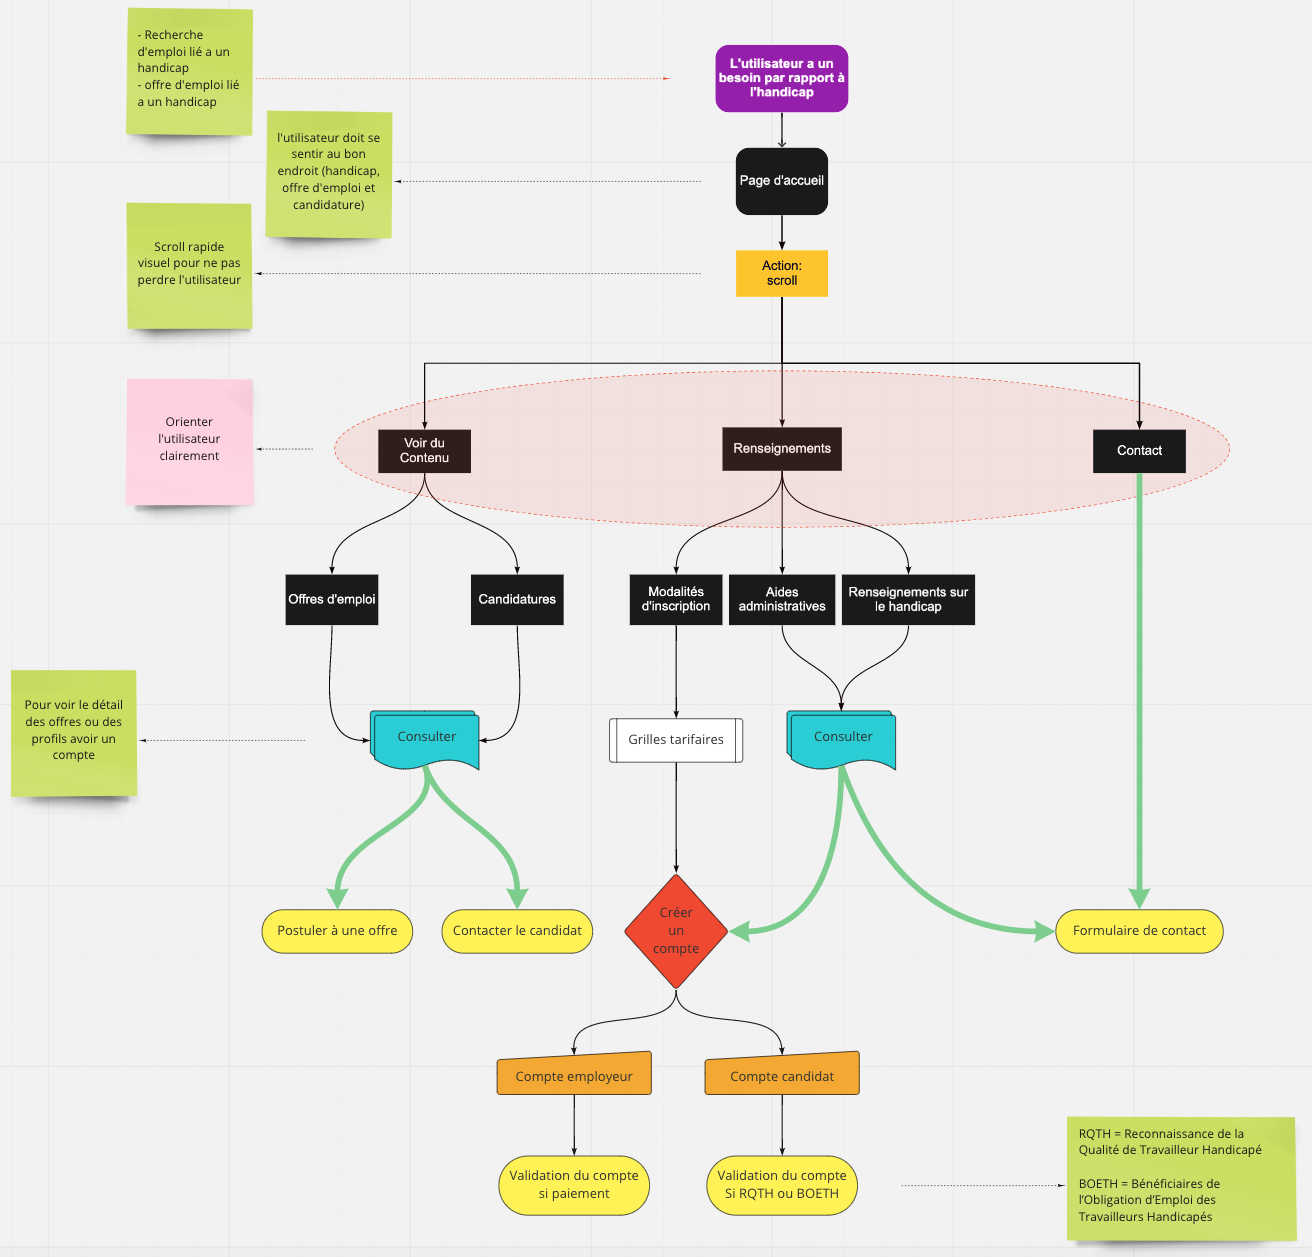 - Recherche
d'emploi lié a un
handicap
- offre d'emploi lié
a un handicap
L'utilisateur a un
besoin par rapport à
l'handicap
l'utilisateur doit se
sentir au bon
endroit (handicap,
offre d'emploi et
candidature)
Page d'accueil
Scroll rapide
visuel pour ne pas
perdre l'utilisateur
Action:
scroll
Orienter
l'utilisateur
clairement
Voir du
Contenu
Renseignements
Contact
Offres d'emploi
Candidatures
Modalités
d'inscription
Aides
administratives
Renseignements sur
le handicap
Pour voir le détail
des offres ou des
profils avoir un
compte
Consulter
Grilles tarifaires
Consulter
Postuler à une offre
Contacter le candidat
Créer
un
compte
Formulaire de contact
Compte employeur
Compte candidat
Validation du compte
si paiement
Validation du compte
Si RQTH ou BOETH
RQTH = Reconnaissance de la
Qualité de Travailleur Handicapé
BOETH = Bénéficiaires de
l’Obligation d’Emploi des
Travailleurs Handicapés